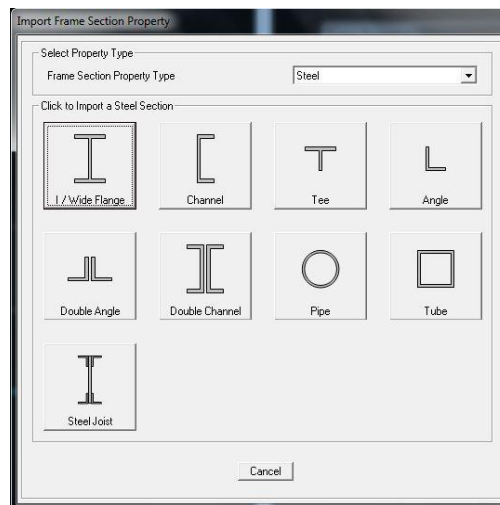 Import Frame Section Property
Select Property Type
Frame Section Property Type
Steel
Click to Import a Steel Section
I / Wide Flange
Channel
Tee
Angle
Double Angle
Double Channel
Pipe
Tube
Steel Joist
Cancel